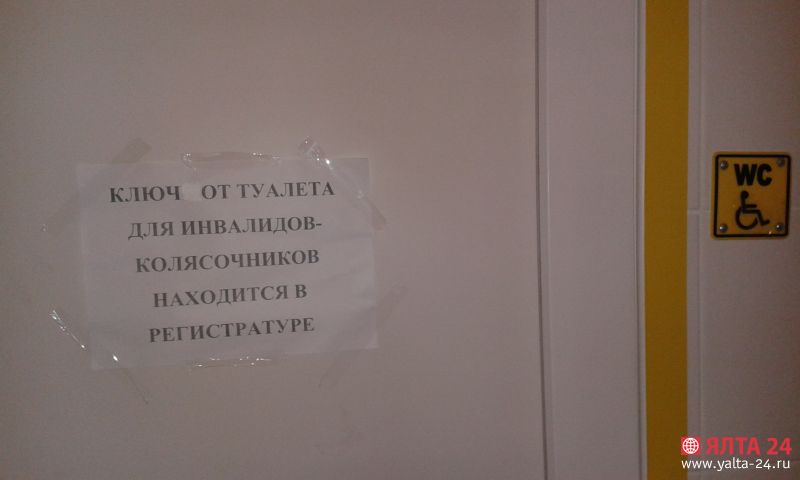 КЛЮЧ ОТ ТУАЛЕТА
ДЛЯ ИНВАЛИДОВ-
КОЛЯСОЧНИКОВ
НАХОДИТСЯ В
РЕГИСТРАТУРЕ
WC
ЯЛТА 24
www.yalta-24.ru